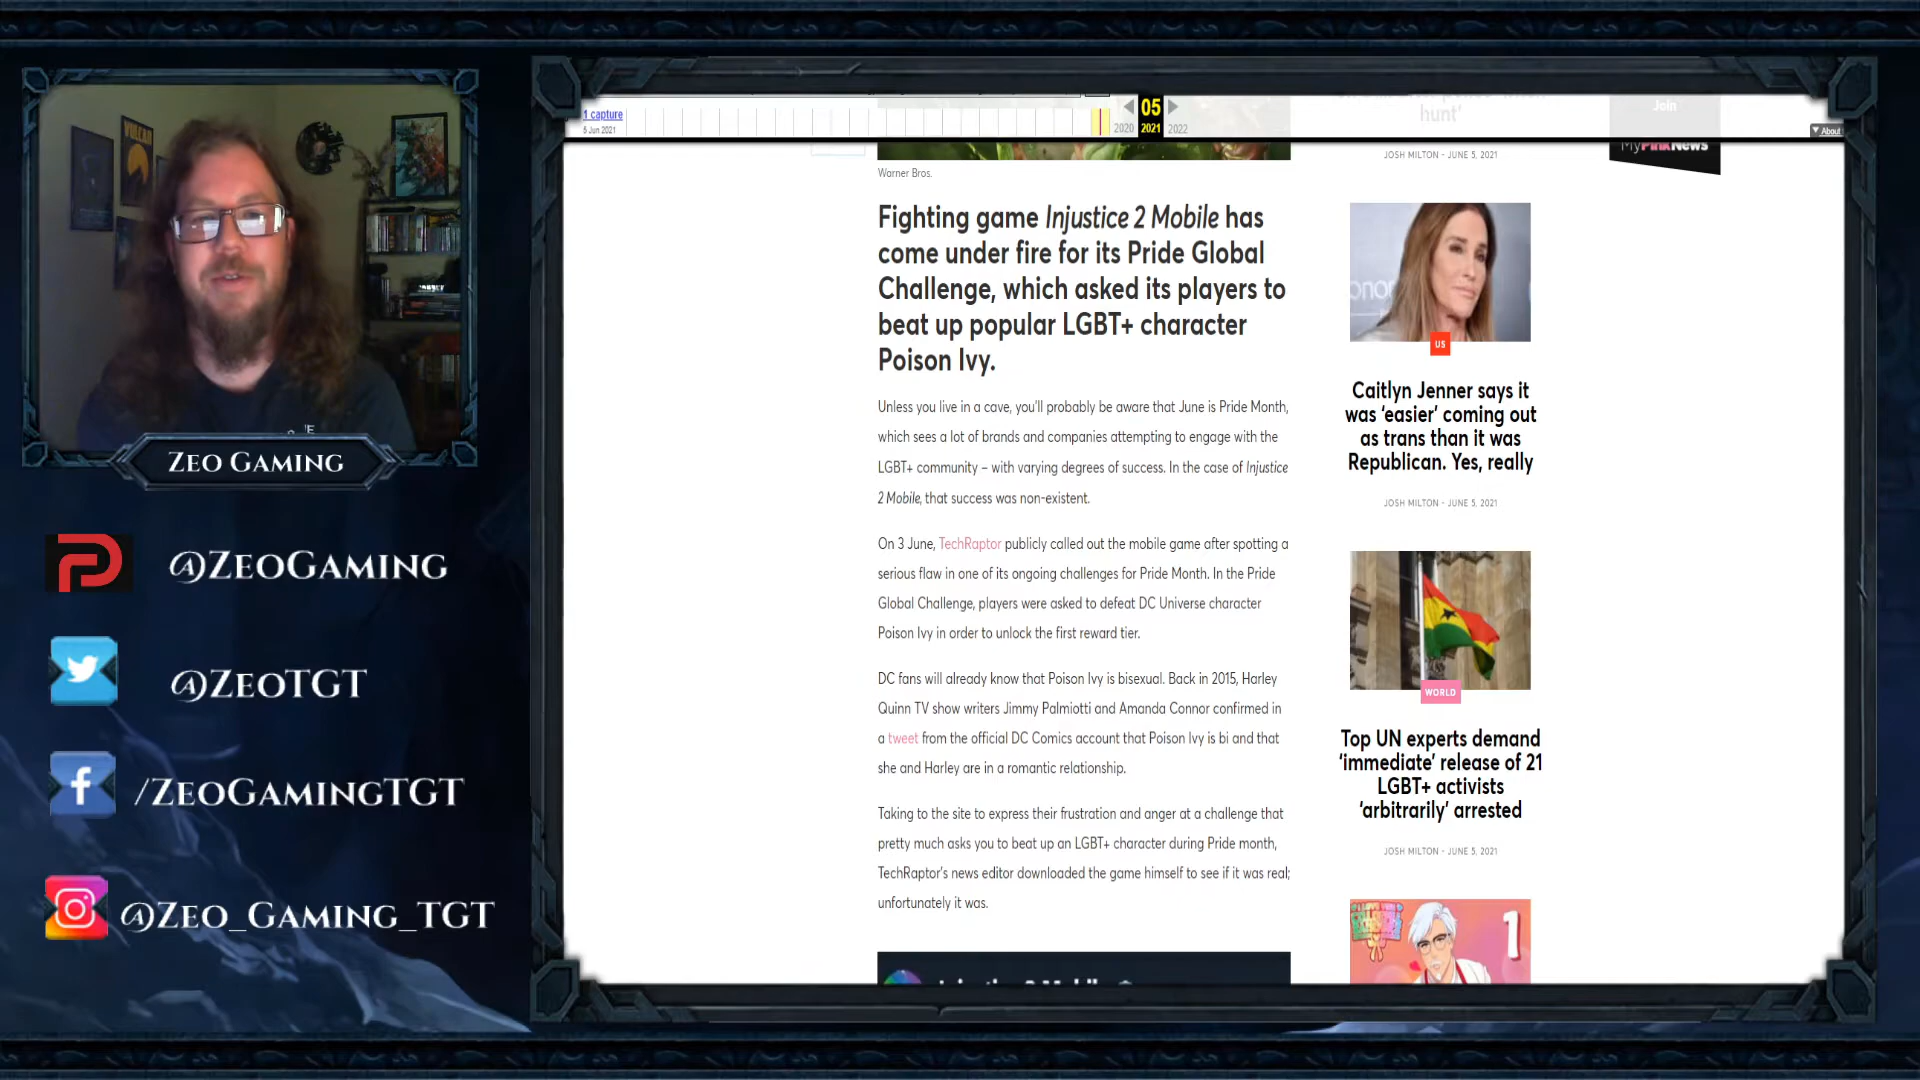 ZEO GAMING
@ZEOGAMING
@ZEOTGT
/ZEOGAMINGTGT
@ZEO_GAMING_TGT
1 capture
5 Jun 2021
05
2020 2021 2022
About
Warner Bros.
Fighting game Injustice 2 Mobile has
come under fire for its Pride Global
Challenge, which asked its players to
beat up popular LGBT+ character
Poison Ivy.
Unless you live in a cave, you'll probably be aware that June is Pride Month,
which sees a lot of brands and companies attempting to engage with the
LGBT+ community – with varying degrees of success. In the case of Injustice
2 Mobile, that success was non-existent.
On 3 June, TechRaptor publicly called out the mobile game after spotting a
serious flaw in one of its ongoing challenges for Pride Month. In the Pride
Global Challenge, players were asked to defeat DC Universe character
Poison Ivy in order to unlock the first reward tier.
DC fans will already know that Poison Ivy is bisexual. Back in 2015, Harley
Quinn TV show writers Jimmy Palmiotti and Amanda Connor confirmed in
a tweet from the official DC Comics account that Poison Ivy is bi and that
she and Harley are in a romantic relationship.
Taking to the site to express their frustration and anger at a challenge that
pretty much asks you to beat up an LGBT+ character during Pride month,
TechRaptor's news editor downloaded the game himself to see if it was real;
unfortunately it was.
hunt'
JOSH MILTON - JUNE 5, 2021
US
Caitlyn Jenner says it
was 'easier' coming out
as trans than it was
Republican. Yes, really
JOSH MILTON - JUNE 5, 2021
WORLD
Top UN experts demand
'immediate' release of 21
LGBT+ activists
'arbitrarily' arrested
JOSH MILTON - JUNE 5, 2021
1
Join
MyPinkNews